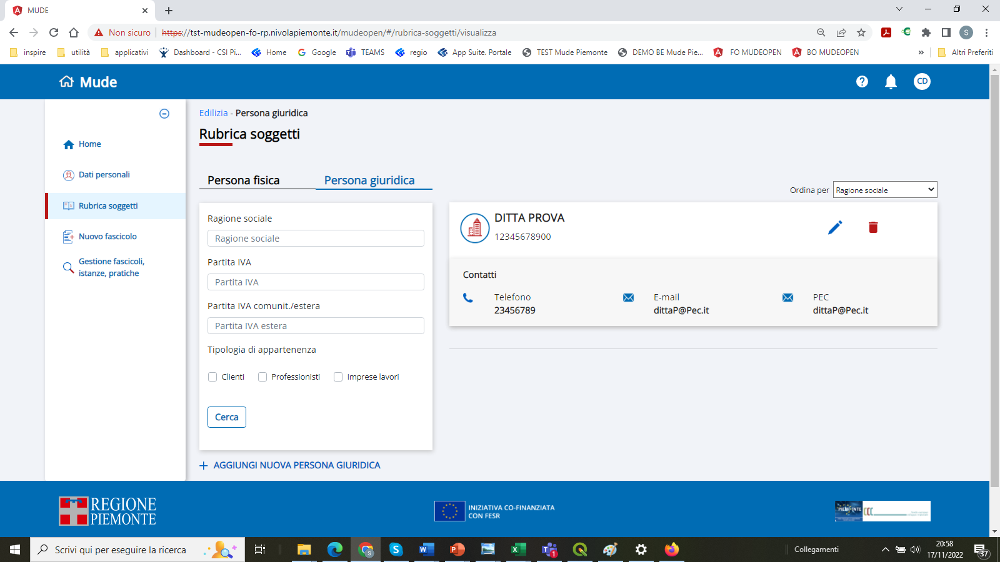 MUDE
Non sicuro https://tst-mudeopen-fo-rp.nivolapiemonte.it/mudeopen/#/rubrica-soggetti/visualizza
S
inspire utilità applicativi Dashboard - CSI Pi... Home Google TEAMS regio App Suite. Portale TEST Mude Piemonte DEMO BE Mude Pie... FO MUDEOPEN BO MUDEOPEN » Altri Preferiti
Mude
CD
Home
Dati personali
Rubrica soggetti
Nuovo fascicolo
Gestione fascicoli,
istanze, pratiche
Edilizia - Persona giuridica
Rubrica soggetti
Persona fisica Persona giuridica
Ordina per Ragione sociale
Ragione sociale
Ragione sociale
Partita IVA
Partita IVA
Partita IVA comunit./estera
Partita IVA estera
Tipologia di appartenenza
Clienti Professionisti Imprese lavori
Cerca
+ AGGIUNGI NUOVA PERSONA GIURIDICA
DITTA PROVA
12345678900
Contatti
Telefono
23456789
E-mail
dittaP@Pec.it
PEC
dittaP@Pec.it
REGIONE
PIEMONTE
INIZIATIVA CO-FINANZIATA
CON FESR
Scrivi qui per eseguire la ricerca
Collegamenti
20:58
17/11/2022
37